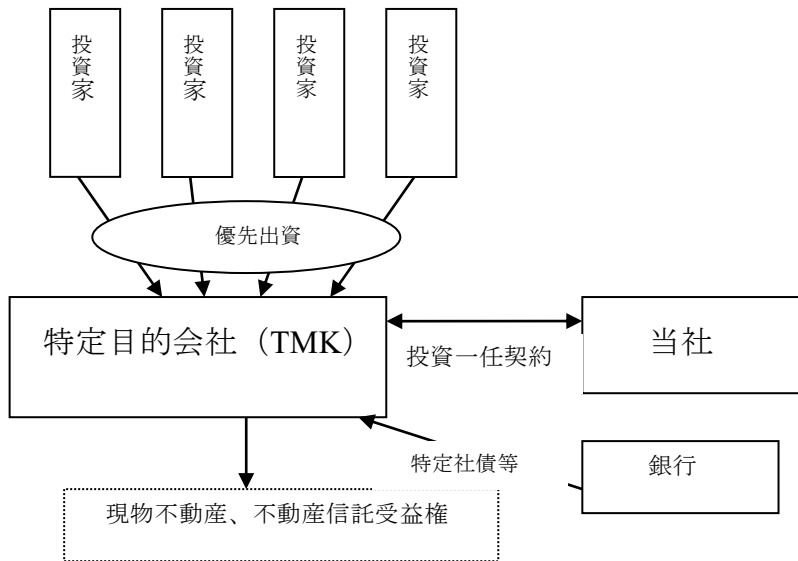 投資家
投資家
投資家
投資家
優先出資
特定目的会社（TMK）
当社
投資一任契約
特定社債等
銀行
現物不動産、不動産信託受益権